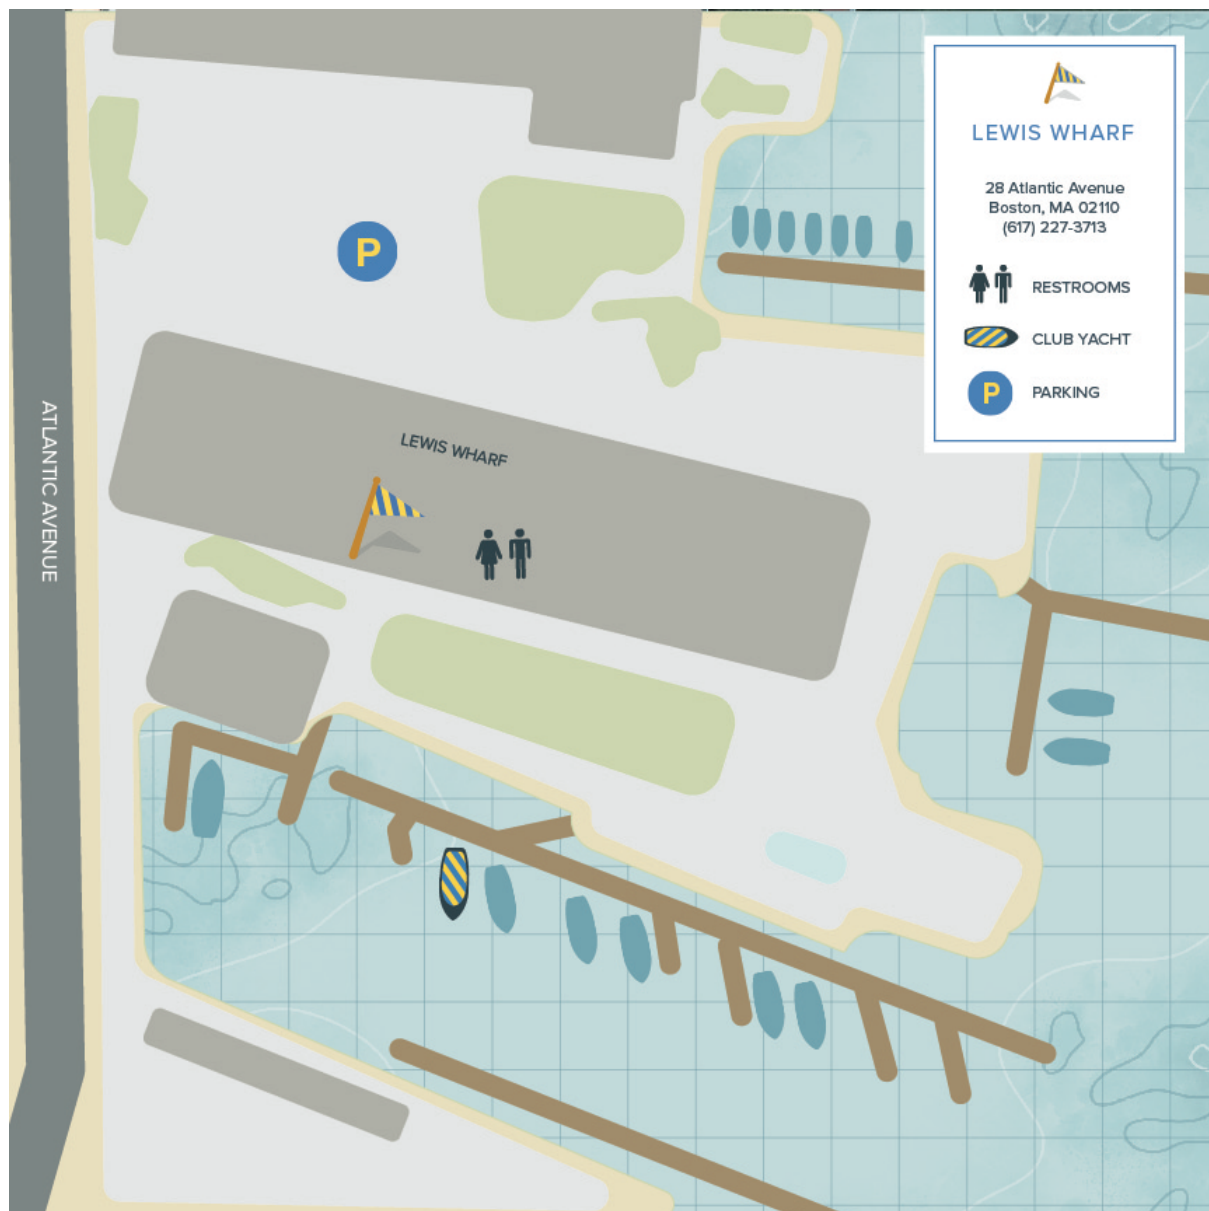 LEWIS WHARF
28 Atlantic Avenue
Boston, MA 02110
(617) 227-3713
RESTROOMS
CLUB YACHT
P PARKING
P
LEWIS WHARF
ATLANTIC AVENUE